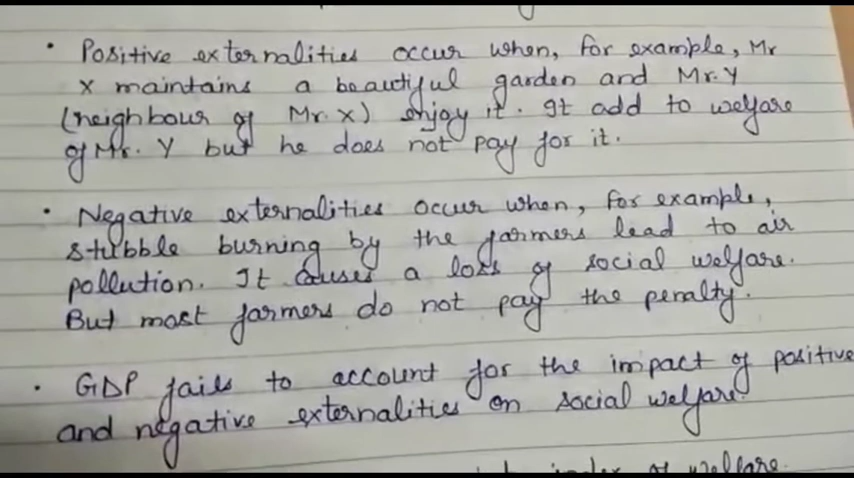 • Positive externalities occur when, for example, Mr
X maintains a beautiful garden and Mr. Y
(neighbour of Mr. X) enjoy it. It add to welfare
of Mr. Y but he does not pay for it.
• Negative externalities occur when, for example,
stubble burning by the farmers lead to air
pollution. It causes a loss of social welfare.
But most farmers do not pay the penalty.
• GDP fails to account for the impact of positive
and negative externalities on social welfare.
index of welfare.